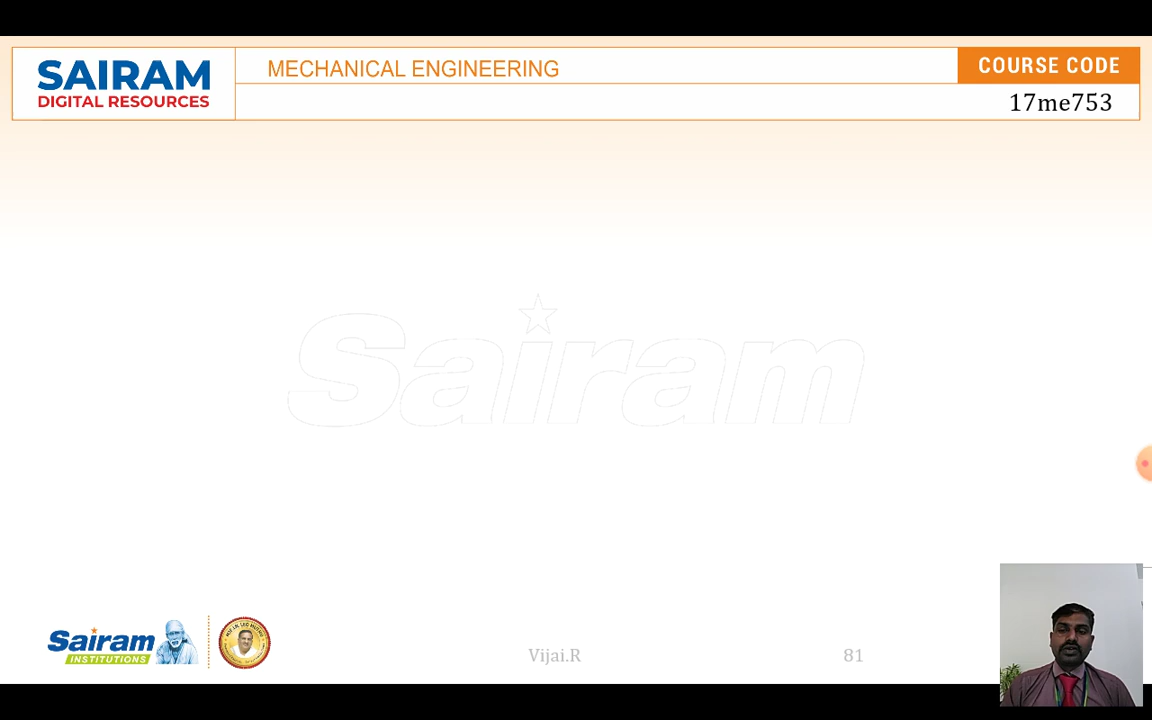 SAIRAM
DIGITAL RESOURCES
MECHANICAL ENGINEERING
COURSE CODE
17me753
Sairam
Sairam
INSTITUTIONS
Vijai.R
81